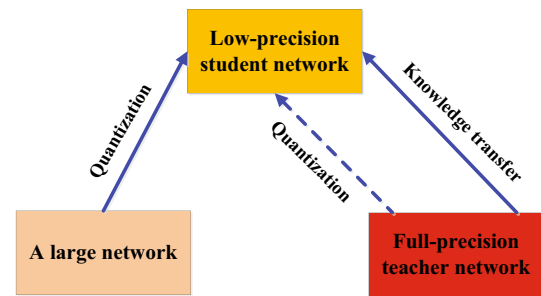 Low-precision
student network
Quantization
Quantization
Knowledge transfer
A large network
Full-precision
teacher network